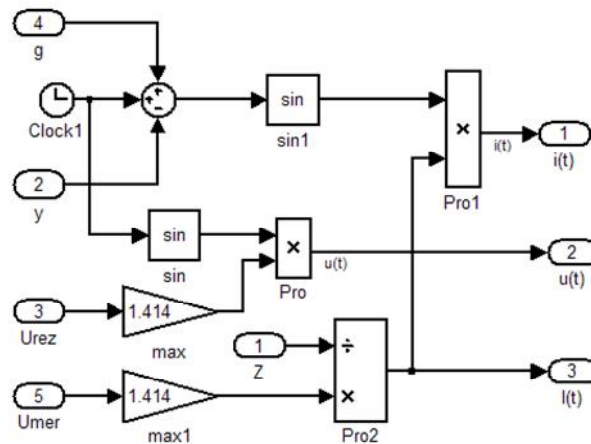 4
g
+
+
−
sin
sin1
×
Pro1
i(t)
1
i(t)
Clock1
2
y
sin
sin
×
Pro
u(t)
2
u(t)
3
Urez
1.414
max
1
Z
÷
×
Pro2
3
I(t)
5
Umer
1.414
max1